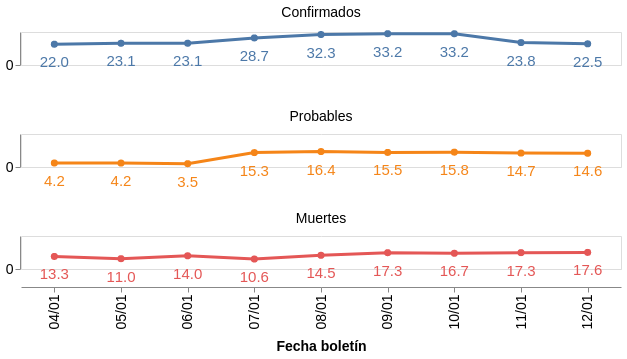 Confirmados
0
22.0 23.1 23.1 28.7 32.3 33.2 33.2 23.8 22.5
Probables
0
4.2 4.2 3.5 15.3 16.4 15.5 15.8 14.7 14.6
Muertes
0
13.3 11.0 14.0 10.6 14.5 17.3 16.7 17.3 17.6
04/01 05/01 06/01 07/01 08/01 09/01 10/01 11/01 12/01
Fecha boletín